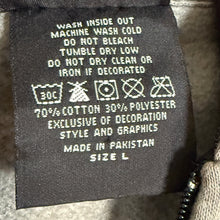 WASH INSIDE OUT
MACHINE WASH COLD
DO NOT BLEACH
TUMBLE DRY LOW
DO NOT DRY CLEAN OR
IRON IF DECORATED
30C
70% COTTON 30% POLYESTER
EXCLUSIVE OF DECORATION
STYLE AND GRAPHICS
MADE IN PAKISTAN
SIZE L